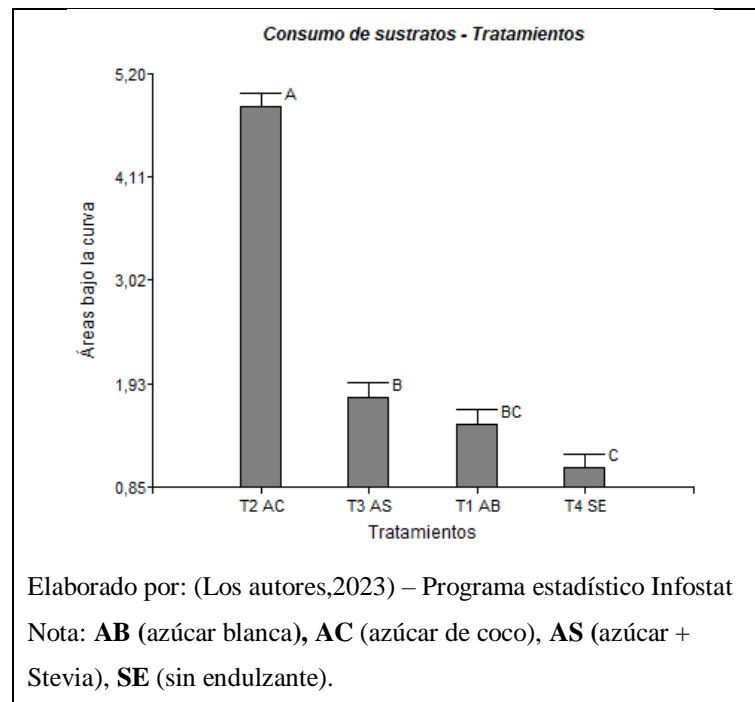 Consumo de sustratos - Tratamientos
5,20
4,11
3,02
1,93
0,85
Áreas bajo la curva
A
B
BC
C
T2 AC T3 AS T1 AB T4 SE
Tratamientos
Elaborado por: (Los autores,2023) – Programa estadístico Infostat
Nota: AB (azúcar blanca), AC (azúcar de coco), AS (azúcar +
Stevia), SE (sin endulzante).